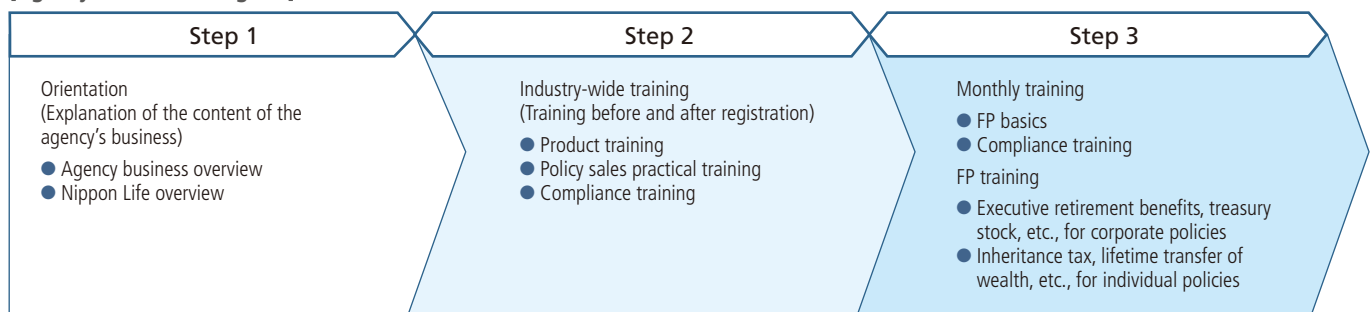 Step 1
Orientation
(Explanation of the content of the
agency's business)
● Agency business overview
● Nippon Life overview
Step 2
Industry-wide training
(Training before and after registration)
● Product training
● Policy sales practical training
● Compliance training
Step 3
Monthly training
● FP basics
● Compliance training
FP training
● Executive retirement benefits, treasury
stock, etc., for corporate policies
● Inheritance tax, lifetime transfer of
wealth, etc., for individual policies